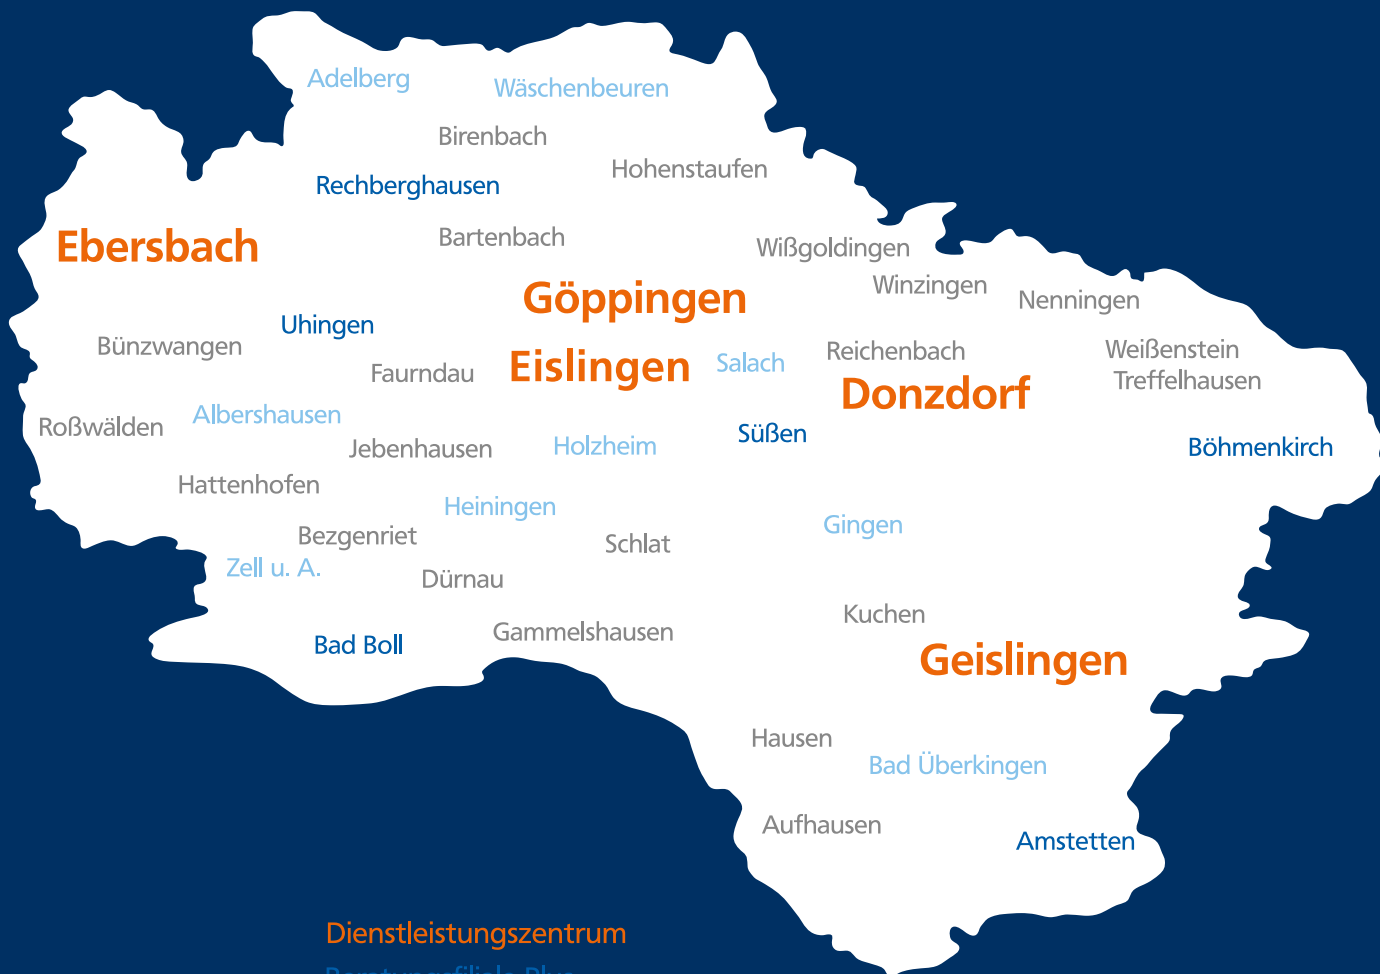 Adelberg
Wäschenbeuren
Birenbach
Hohenstaufen
Rechberghausen
Ebersbach
Bartenbach
Wißgoldingen
Göppingen
Winzingen
Nenningen
Uhingen
Bünzwangen
Faurndau
Eislingen
Salach
Reichenbach
Weißenstein
Treffelhausen
Donzdorf
Albershausen
Roßwälden
Jebenhausen
Holzheim
Süßen
Böhmenkirch
Hattenhofen
Heiningen
Gingen
Bezgenriet
Schlat
Zell u. A.
Dürnau
Kuchen
Bad Boll
Gammelshausen
Geislingen
Hausen
Bad Überkingen
Aufhausen
Amstetten
Dienstleistungszentrum
Beratungsfiliale Plus